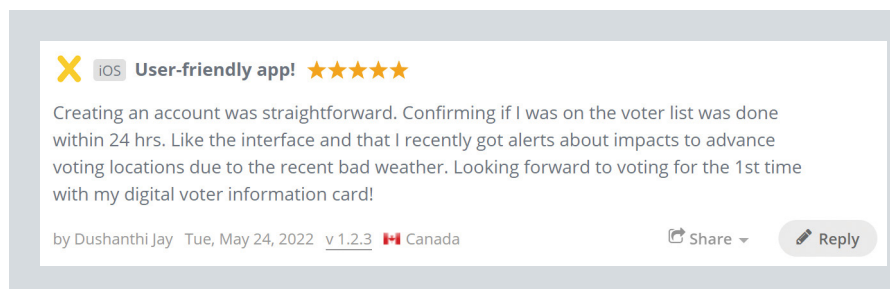 iOS User-friendly app!
Creating an account was straightforward. Confirming if I was on the voter list was done
within 24 hrs. Like the interface and that I recently got alerts about impacts to advance
voting locations due to the recent bad weather. Looking forward to voting for the 1st time
with my digital voter information card!
by Dushanthi Jay Tue, May 24, 2022 v 1.2.3 Canada Share Reply